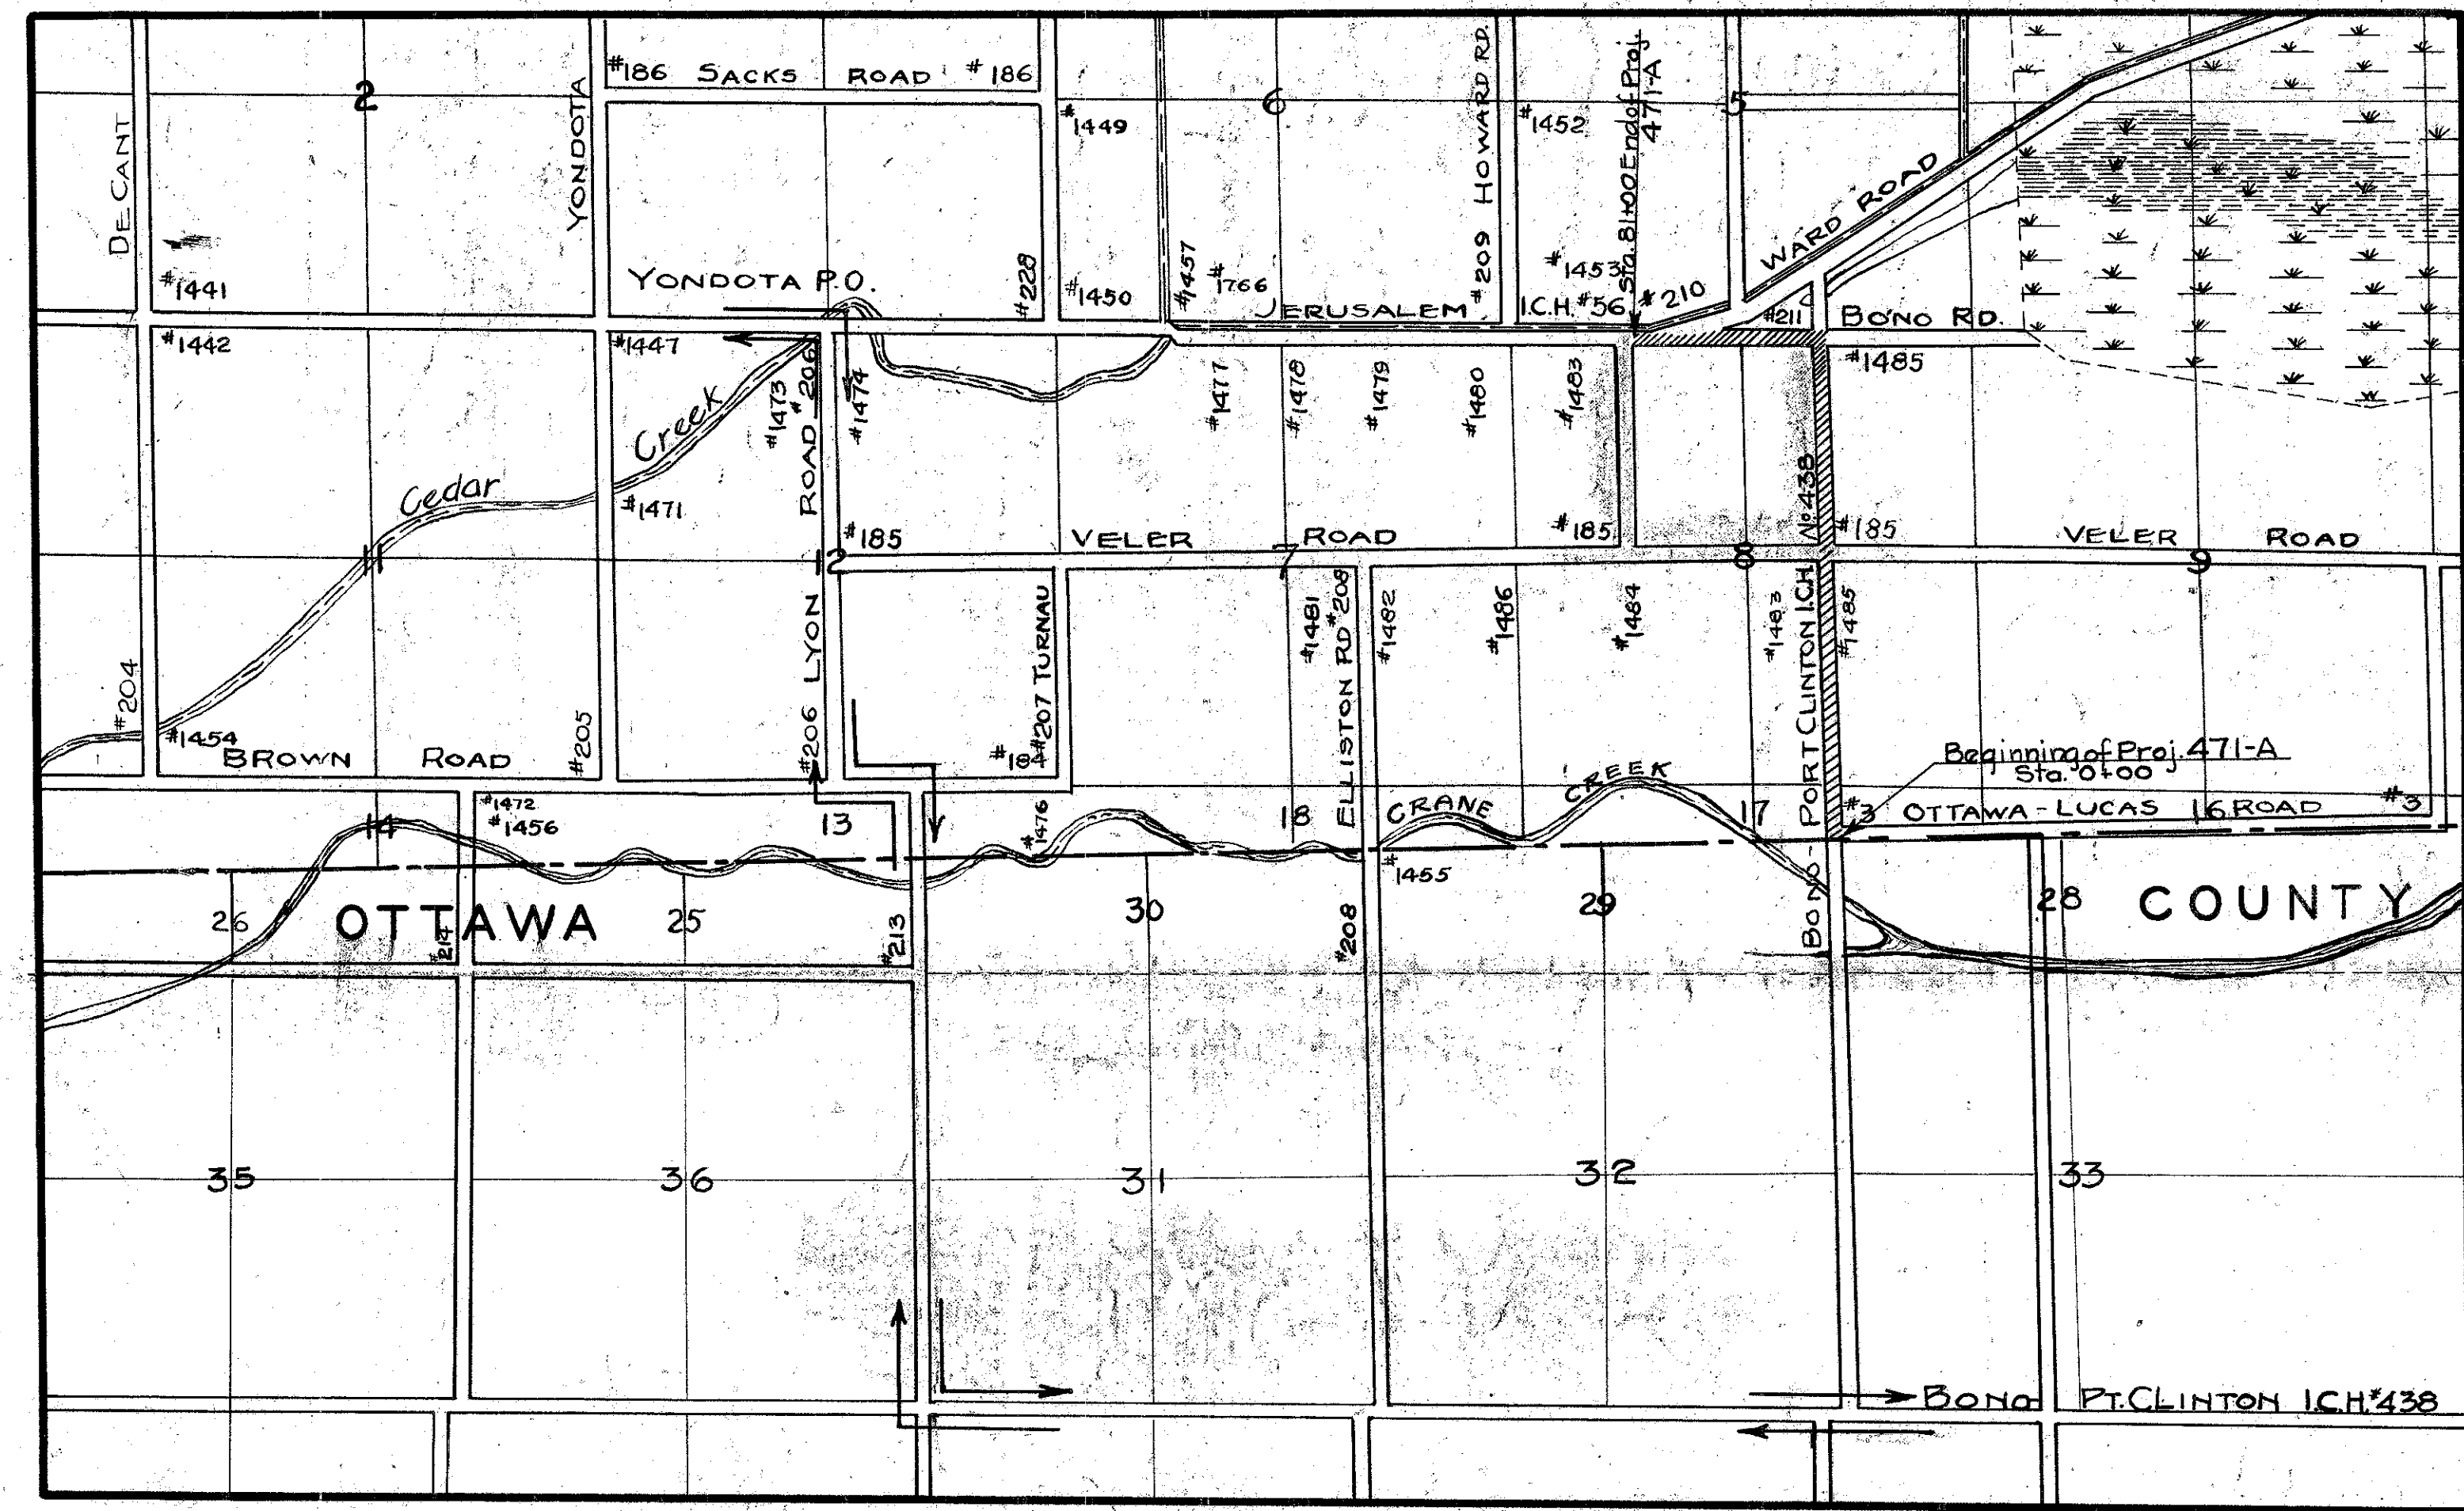 #186 SACKS ROAD #186
2
6
5
#1449
#1452
DE CANT
YONDOTA
#209 HOWARD RD.
Sta. 81+00 End of Proj.
471-A
WARD ROAD
#1441
YONDOTA P.O.
#228
#1450
#1457
#1766
#1453
JERUSALEM I.C.H. #56
#210
#211
BONO RD.
#1442
#1447
#1473
#1474
#1477
#1478
#1479
#1480
#1483
#1485
Cedar Creek
#1471
ROAD #206
#185 VELER ROAD #185
No. 438
#185 VELER ROAD
11
12
7
8
9
#204
#1454
BROWN ROAD
#205
#206 LYON
#184
#207 TURNAU
#1481
ELLISTON RD #208
#1482
#1486
#1484
#1483
#1485
BONO - PORT CLINTON I.C.H.
Beginning of Proj. 471-A
Sta. 0+00
#3 OTTAWA - LUCAS 16 ROAD #3
#1472
#1456
14
13
#1476
18
CRANE CREEK
17
#1455
26
OTTAWA
25
30
29
28
COUNTY
#214
#213
#208
35
36
31
32
33
BONO PT. CLINTON I.C.H. #438